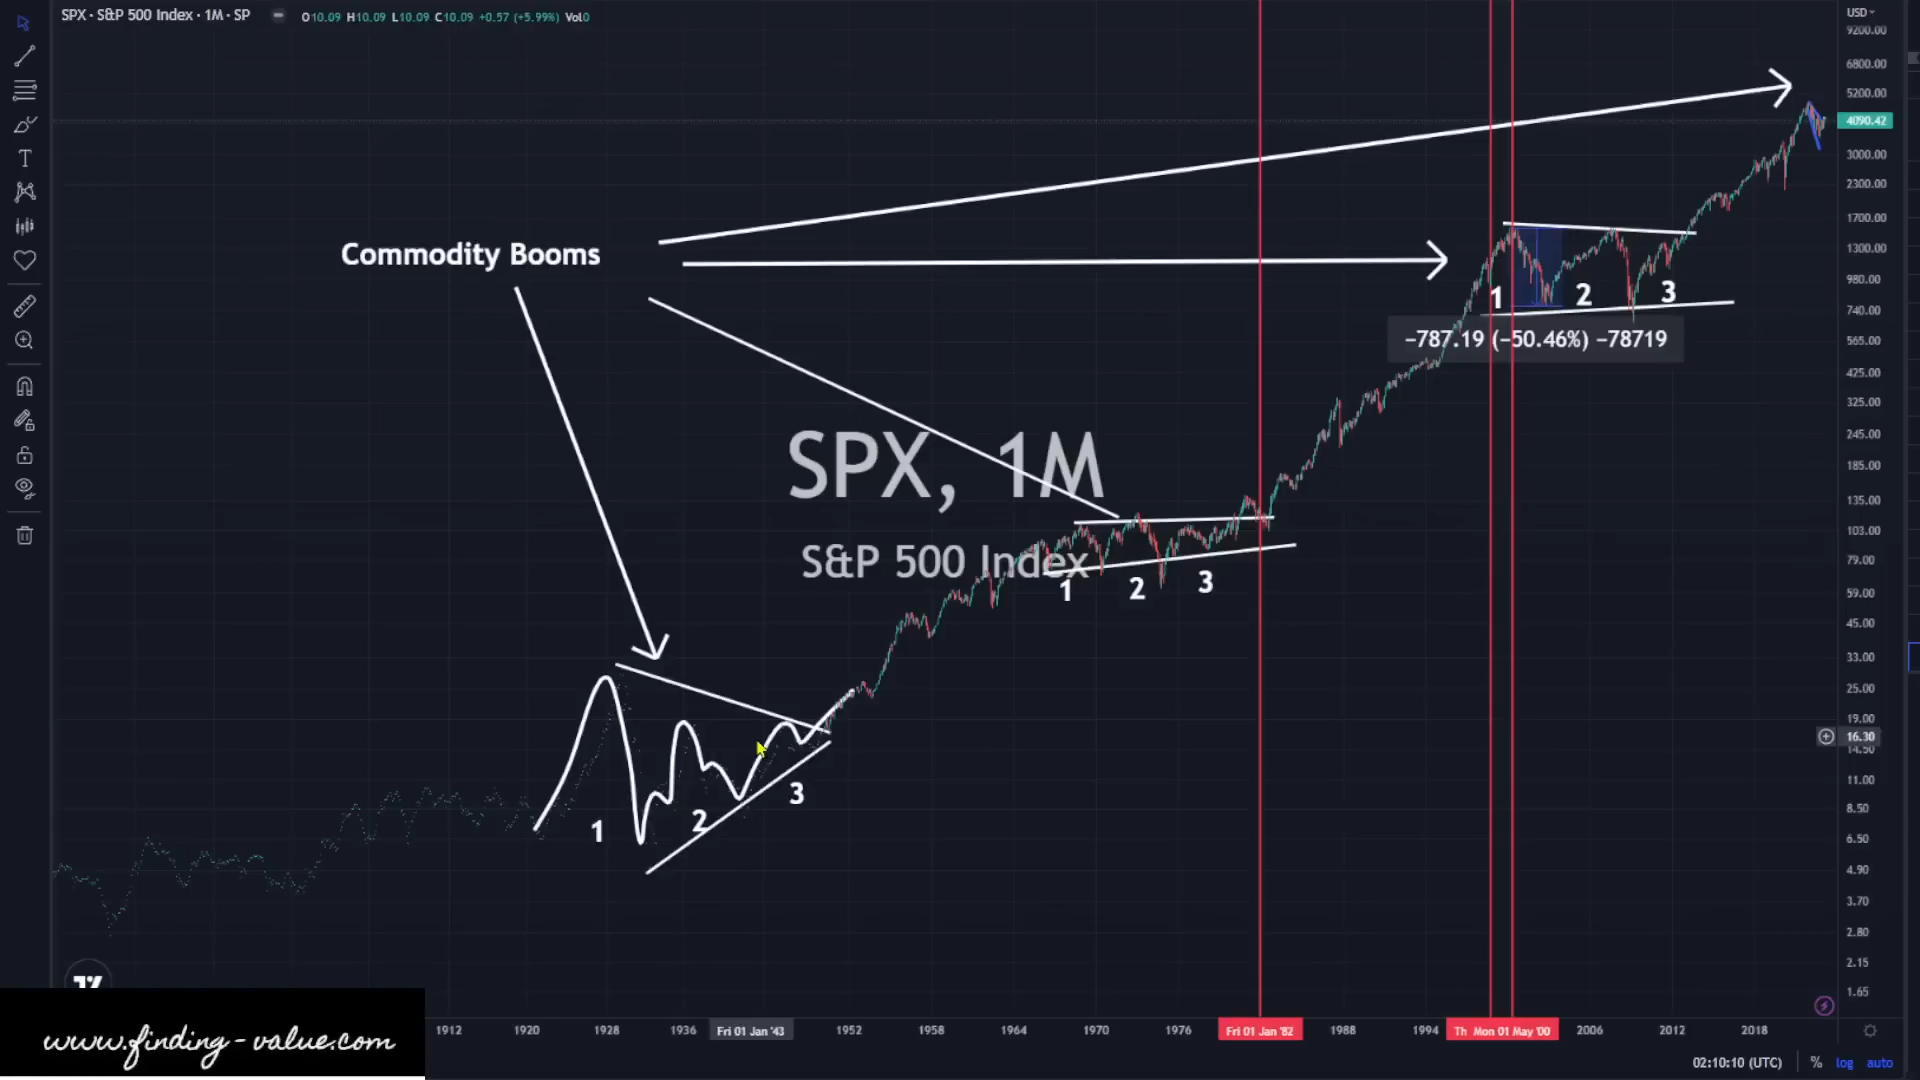 SPX · S&P 500 Index · 1M · SP
O10.09 H10.09 L10.09 C10.09 +0.57 (+5.99%) Vol0
USD
9200.00
6800.00
5200.00
4090.42
3000.00
2300.00
1700.00
1300.00
980.00
740.00
565.00
425.00
325.00
245.00
185.00
135.00
103.00
79.00
59.00
45.00
33.00
25.00
19.00
16.30
14.50
11.00
8.50
6.50
4.90
3.70
2.80
2.15
1.65
Commodity Booms
1 2 3
−787.19 (−50.46%) −78719
SPX, 1M
S&P 500 Index
1 2 3
1 2 3
www.finding-value.com
1912 1920 1928 1936 Fri 01 Jan '43 1952 1958 1964 1970 1976 Fri 01 Jan '82 1988 1994 Th Mon 01 May '00 2006 2012 2018
02:10:10 (UTC) % log auto